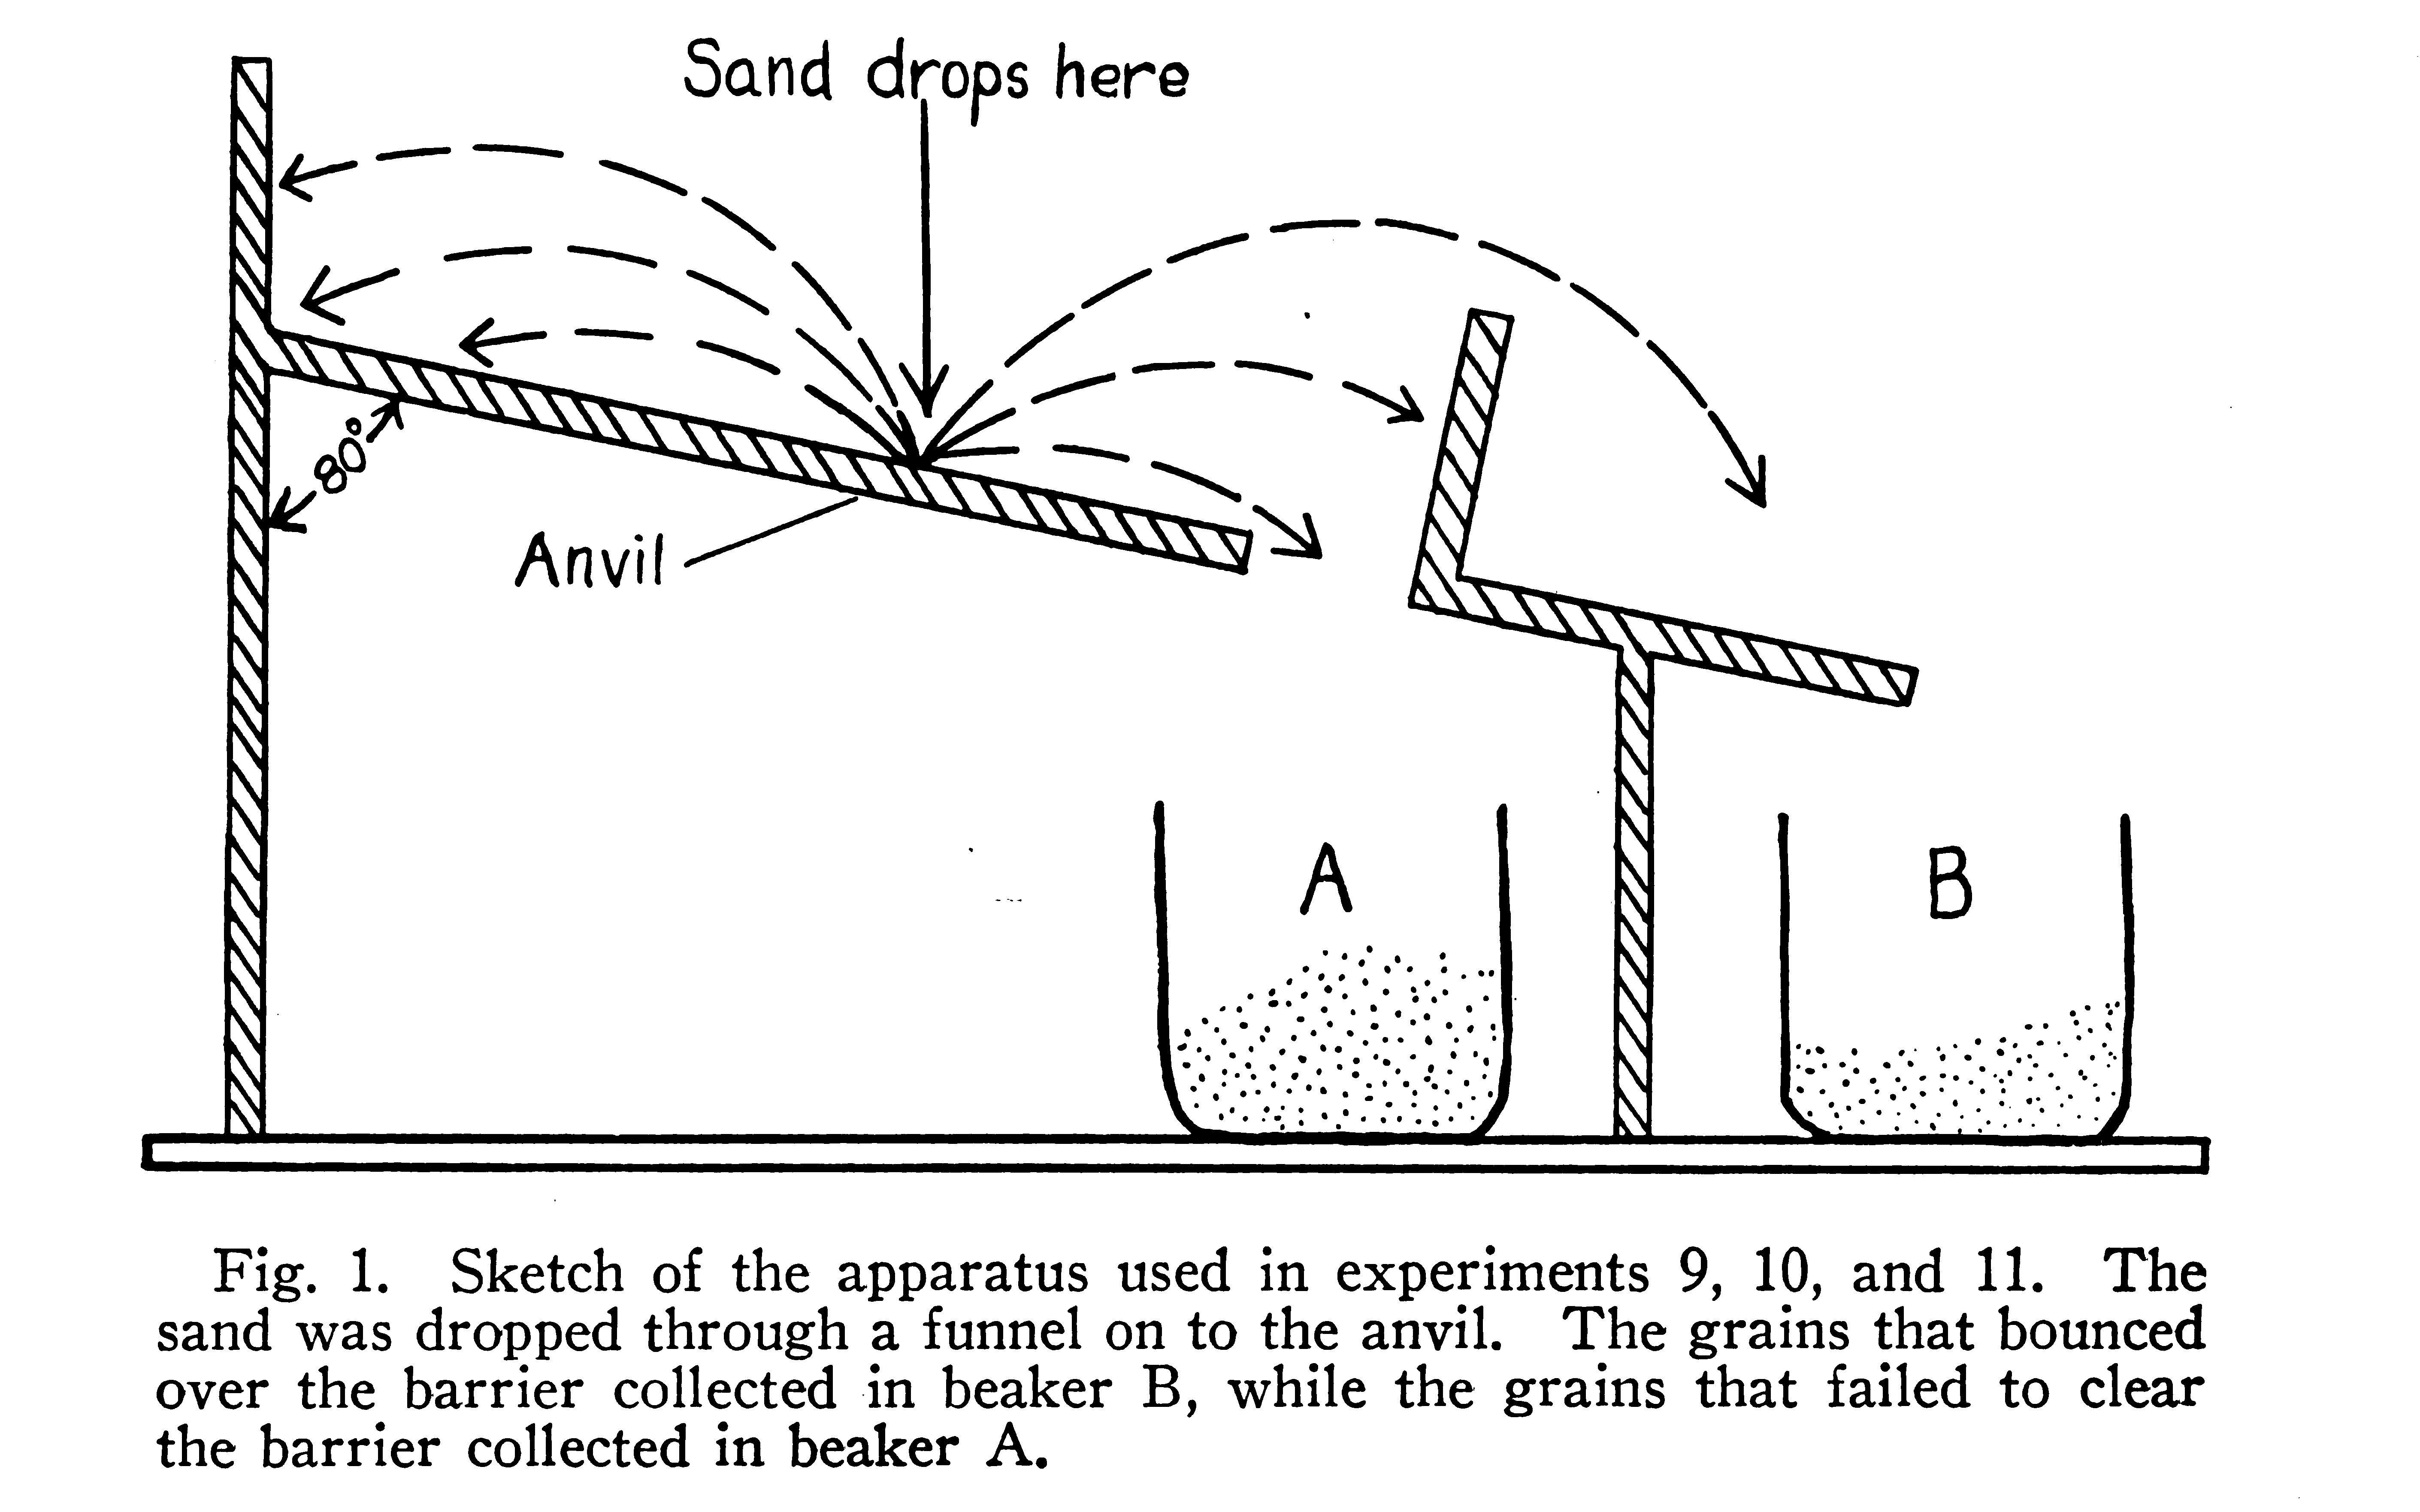 Sand drops here
80°
Anvil
A
B
Fig. 1. Sketch of the apparatus used in experiments 9, 10, and 11. The
sand was dropped through a funnel on to the anvil. The grains that bounced
over the barrier collected in beaker B, while the grains that failed to clear
the barrier collected in beaker A.